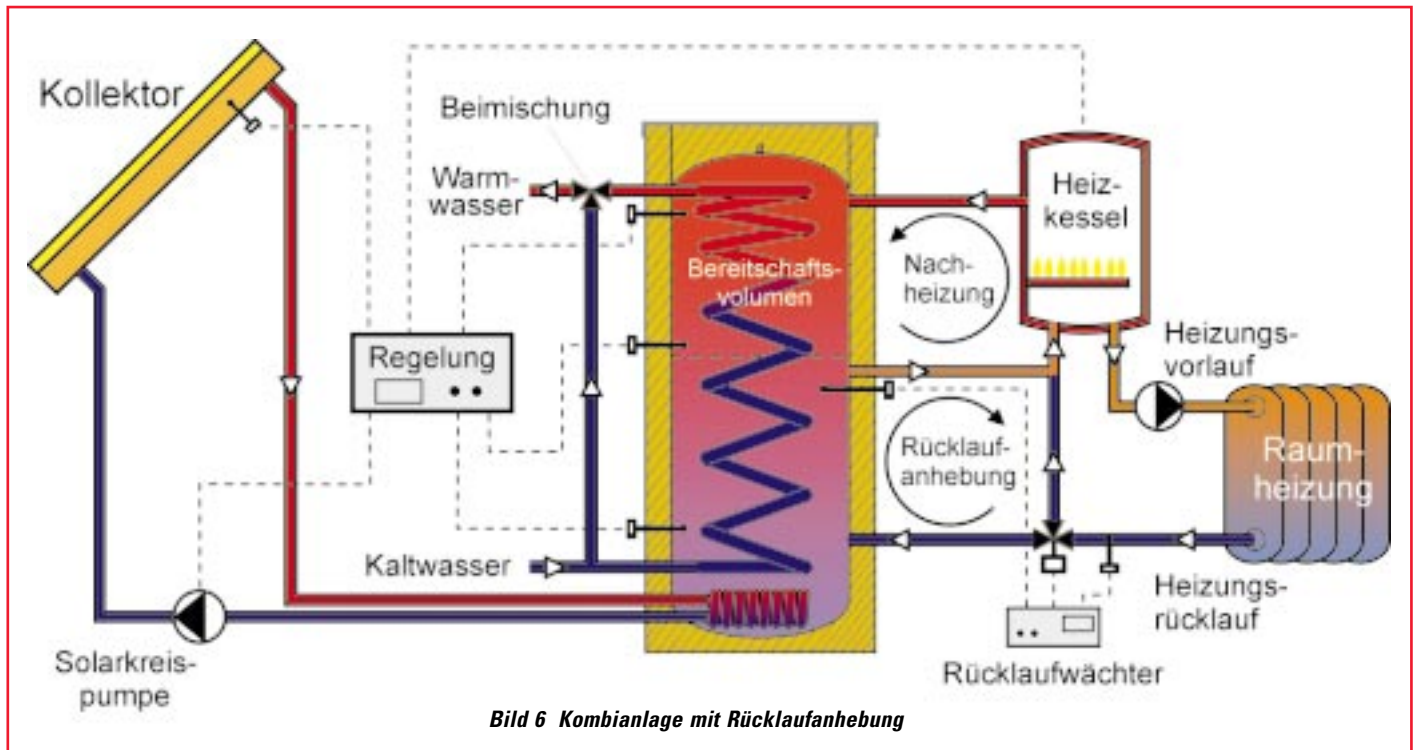 Kollektor
Beimischung
Warm-
wasser
Heiz-
kessel
Bereitschafts-
volumen
Nach-
heizung
Regelung
Heizungs-
vorlauf
Rücklauf-
anhebung
Raum-
heizung
Kaltwasser
Heizungs-
rücklauf
Solarkreis-
pumpe
Rücklaufwächter
Bild 6 Kombianlage mit Rücklaufanhebung